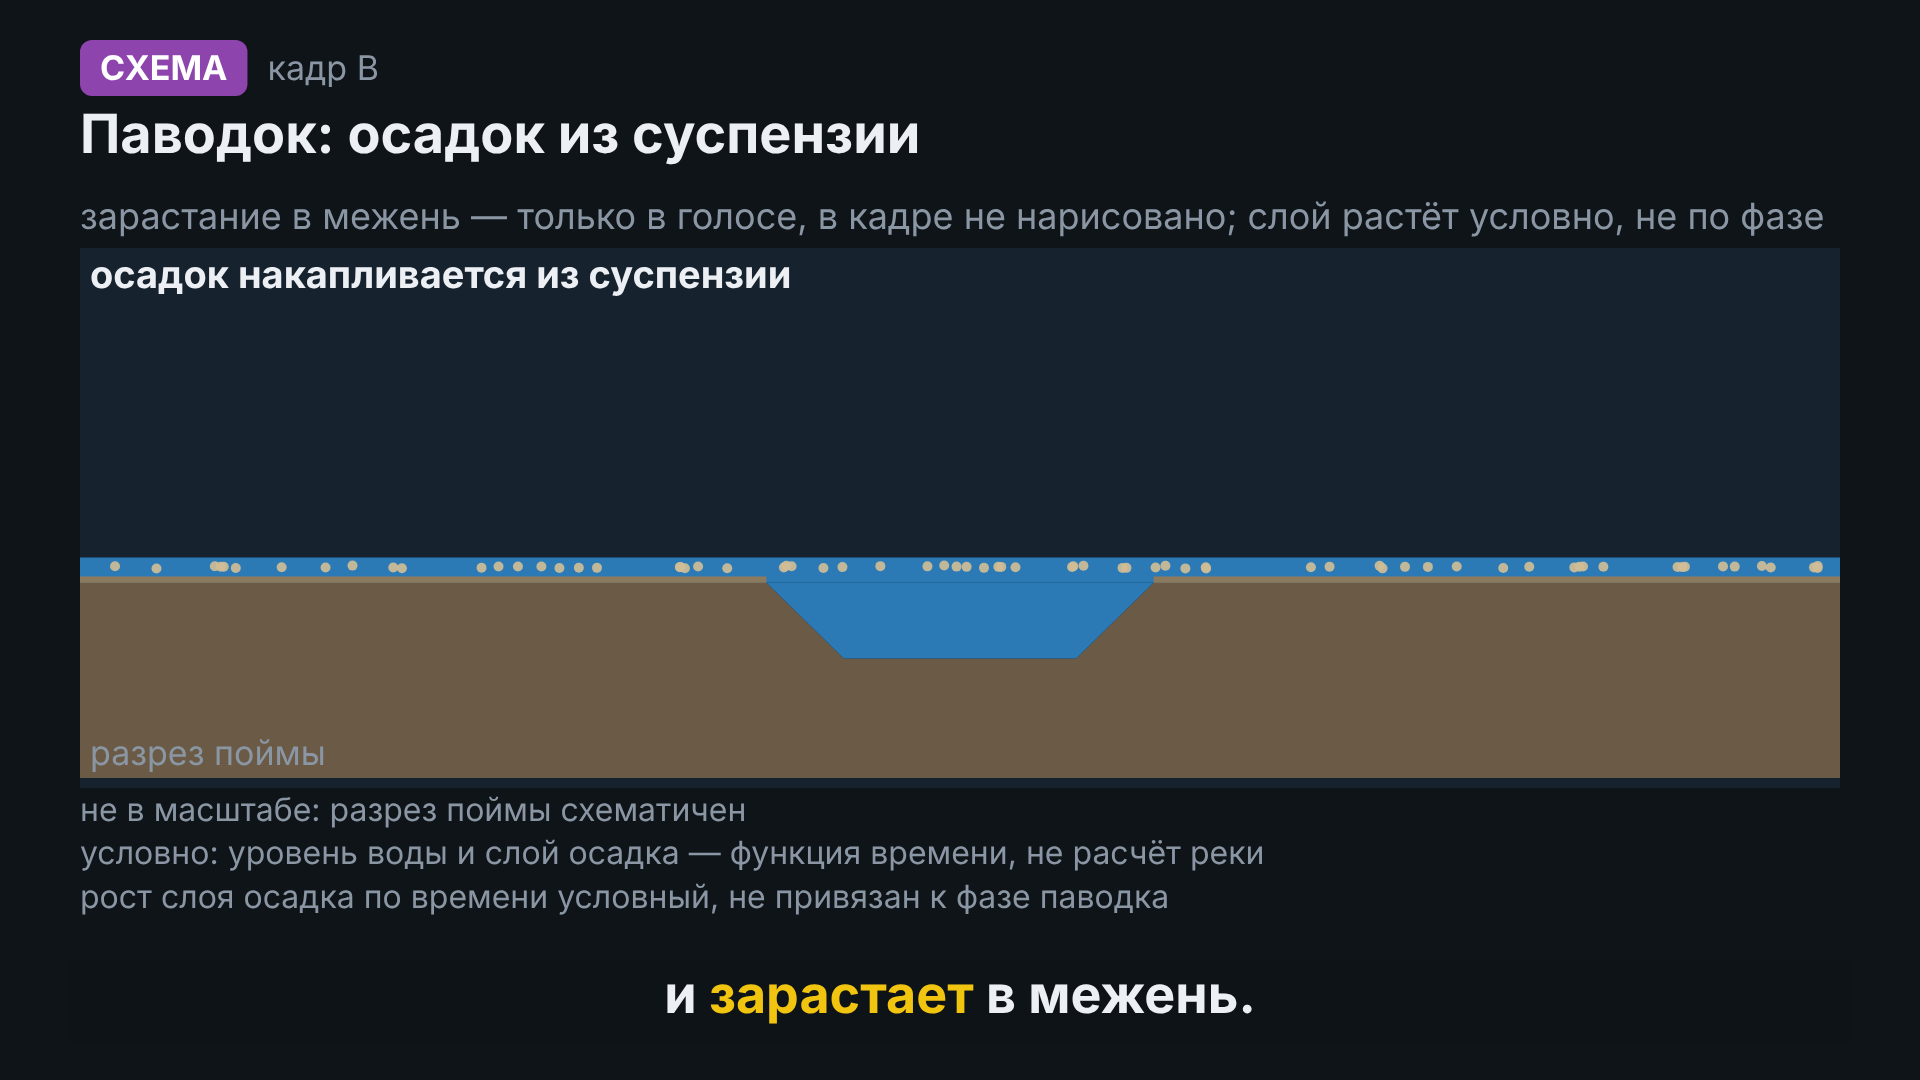 СХЕМА кадр B
Паводок: осадок из суспензии
зарастание в межень — только в голосе, в кадре не нарисовано; слой растёт условно, не по фазе
осадок накапливается из суспензии
разрез поймы
не в масштабе: разрез поймы схематичен
условно: уровень воды и слой осадка — функция времени, не расчёт реки
рост слоя осадка по времени условный, не привязан к фазе паводка
и зарастает в межень.